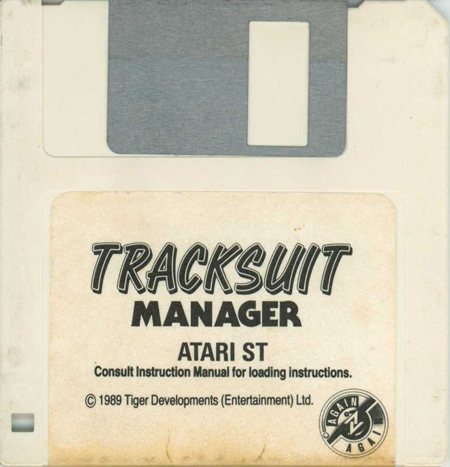 TRACKSUIT
MANAGER
ATARI ST
Consult Instruction Manual for loading instructions.
© 1989 Tiger Developments (Entertainment) Ltd.
AGAIN
AGAIN